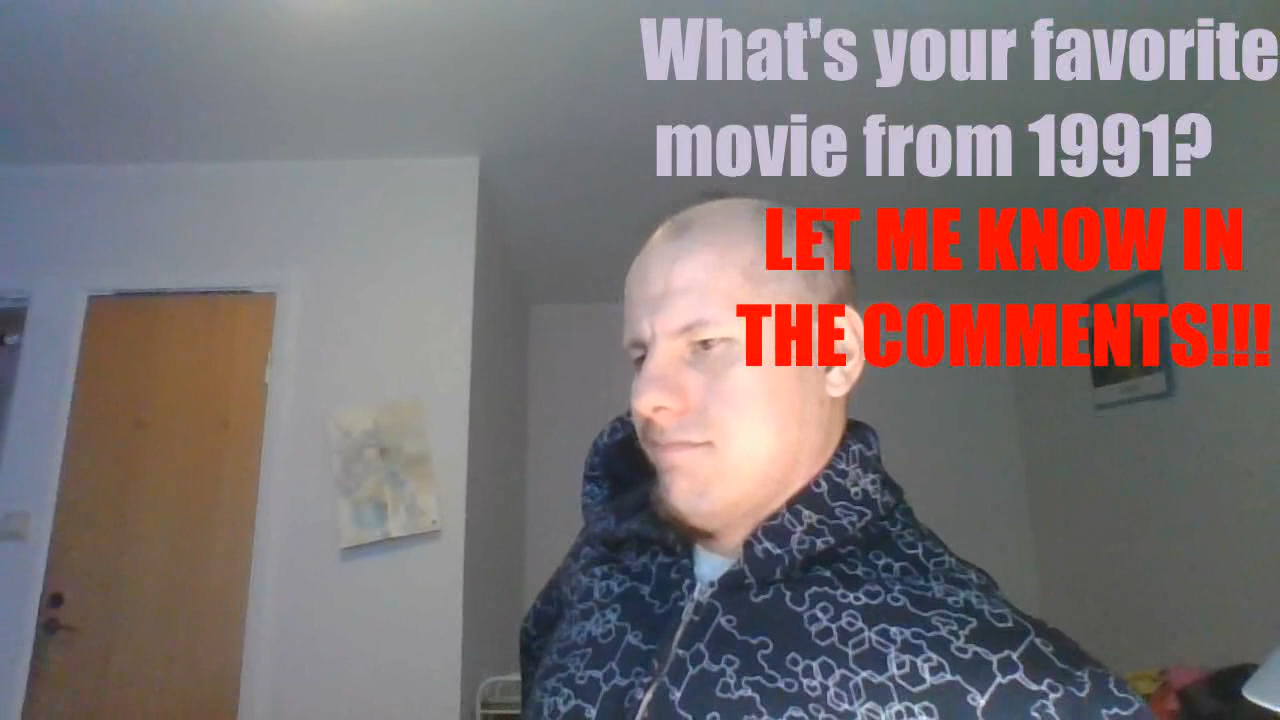 What's your favorite
movie from 1991?
LET ME KNOW IN
THE COMMENTS!!!